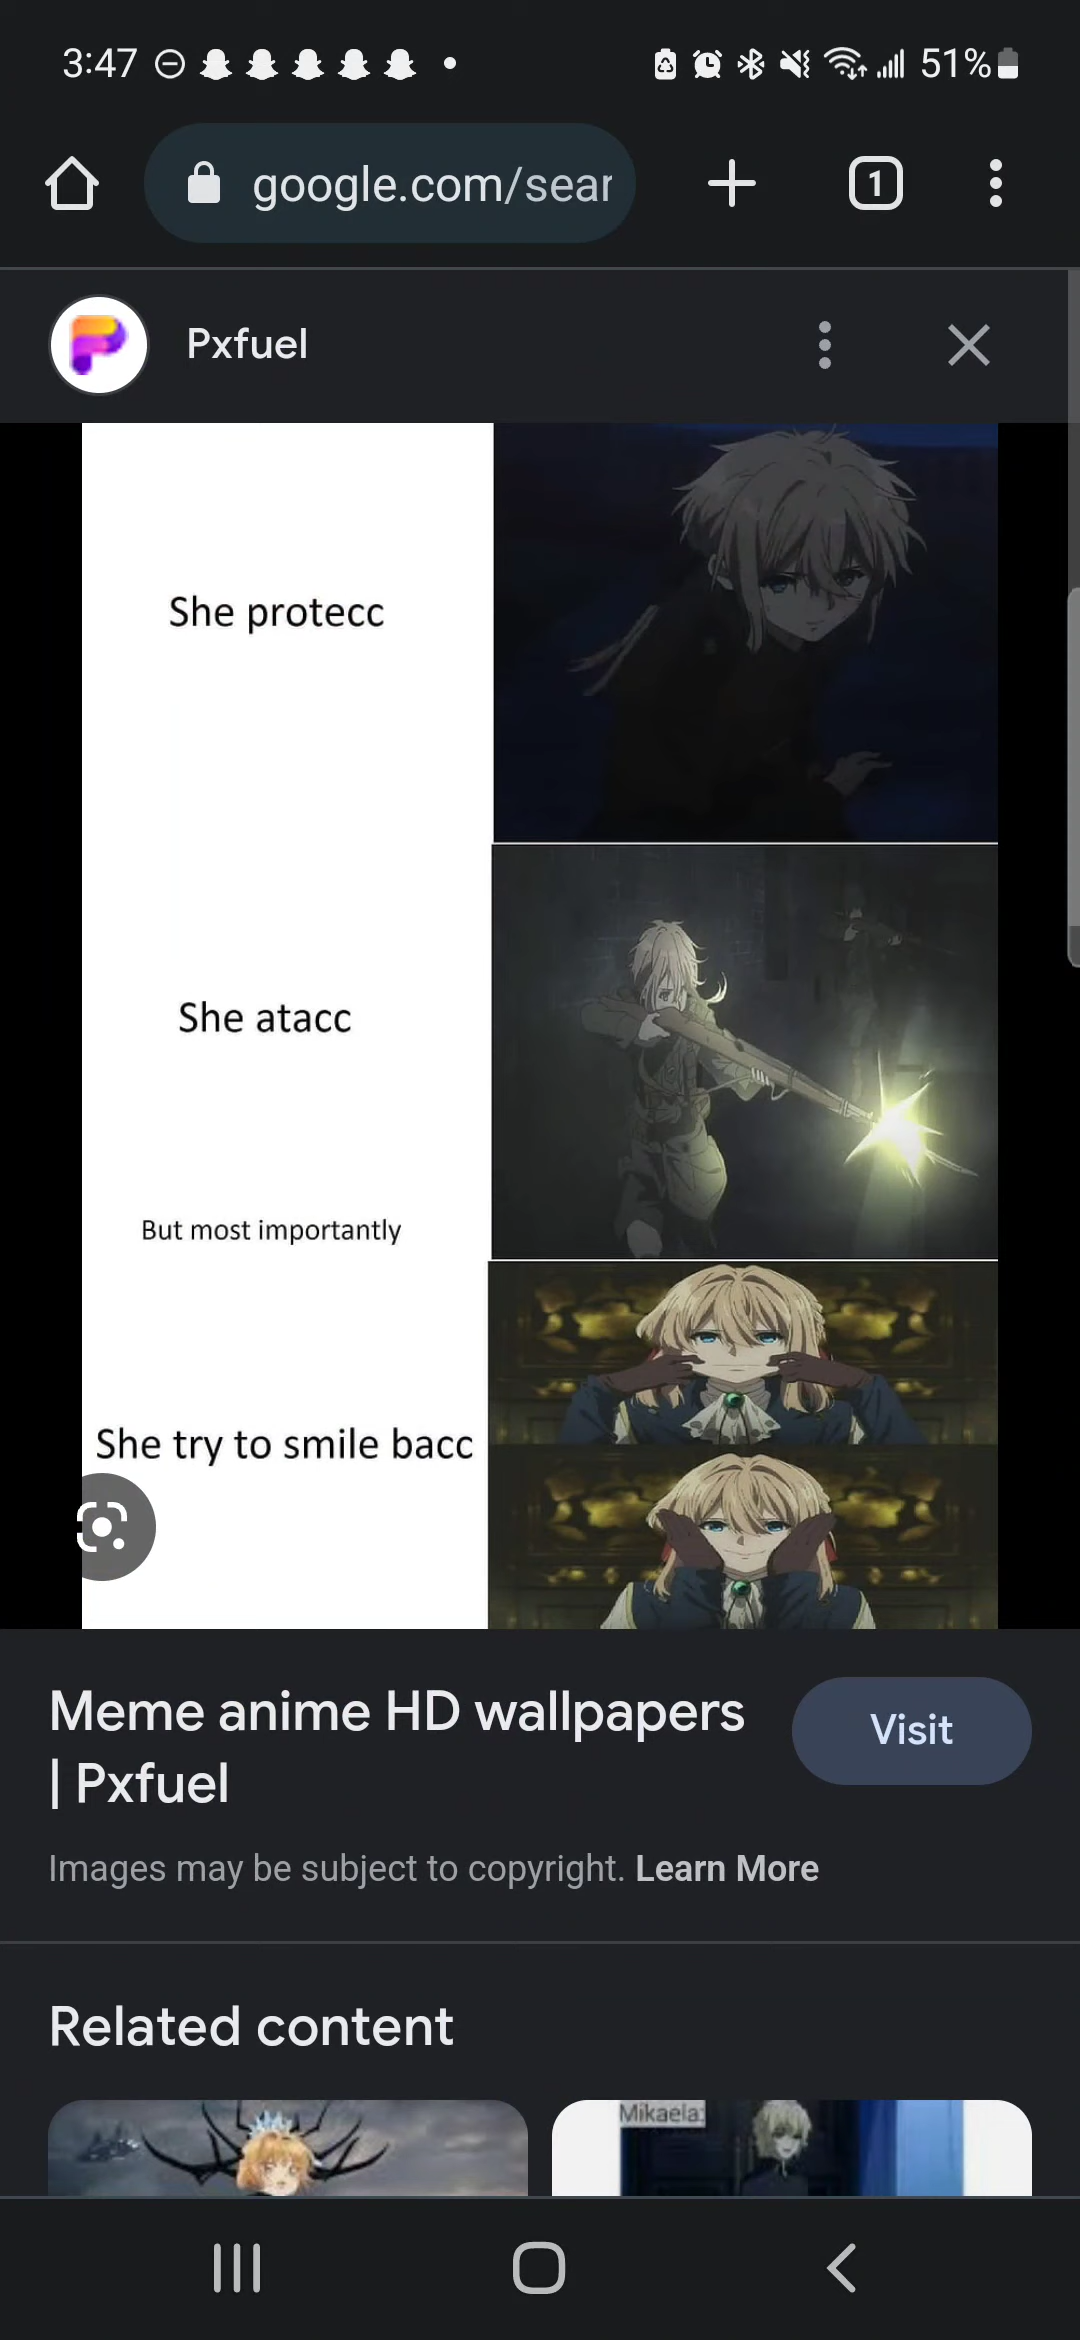 3:47
51%
google.com/sear
1
Pxfuel
She protecc
She atacc
But most importantly
She try to smile bacc
Meme anime HD wallpapers
| Pxfuel
Visit
Images may be subject to copyright. Learn More
Related content
Mikaela: